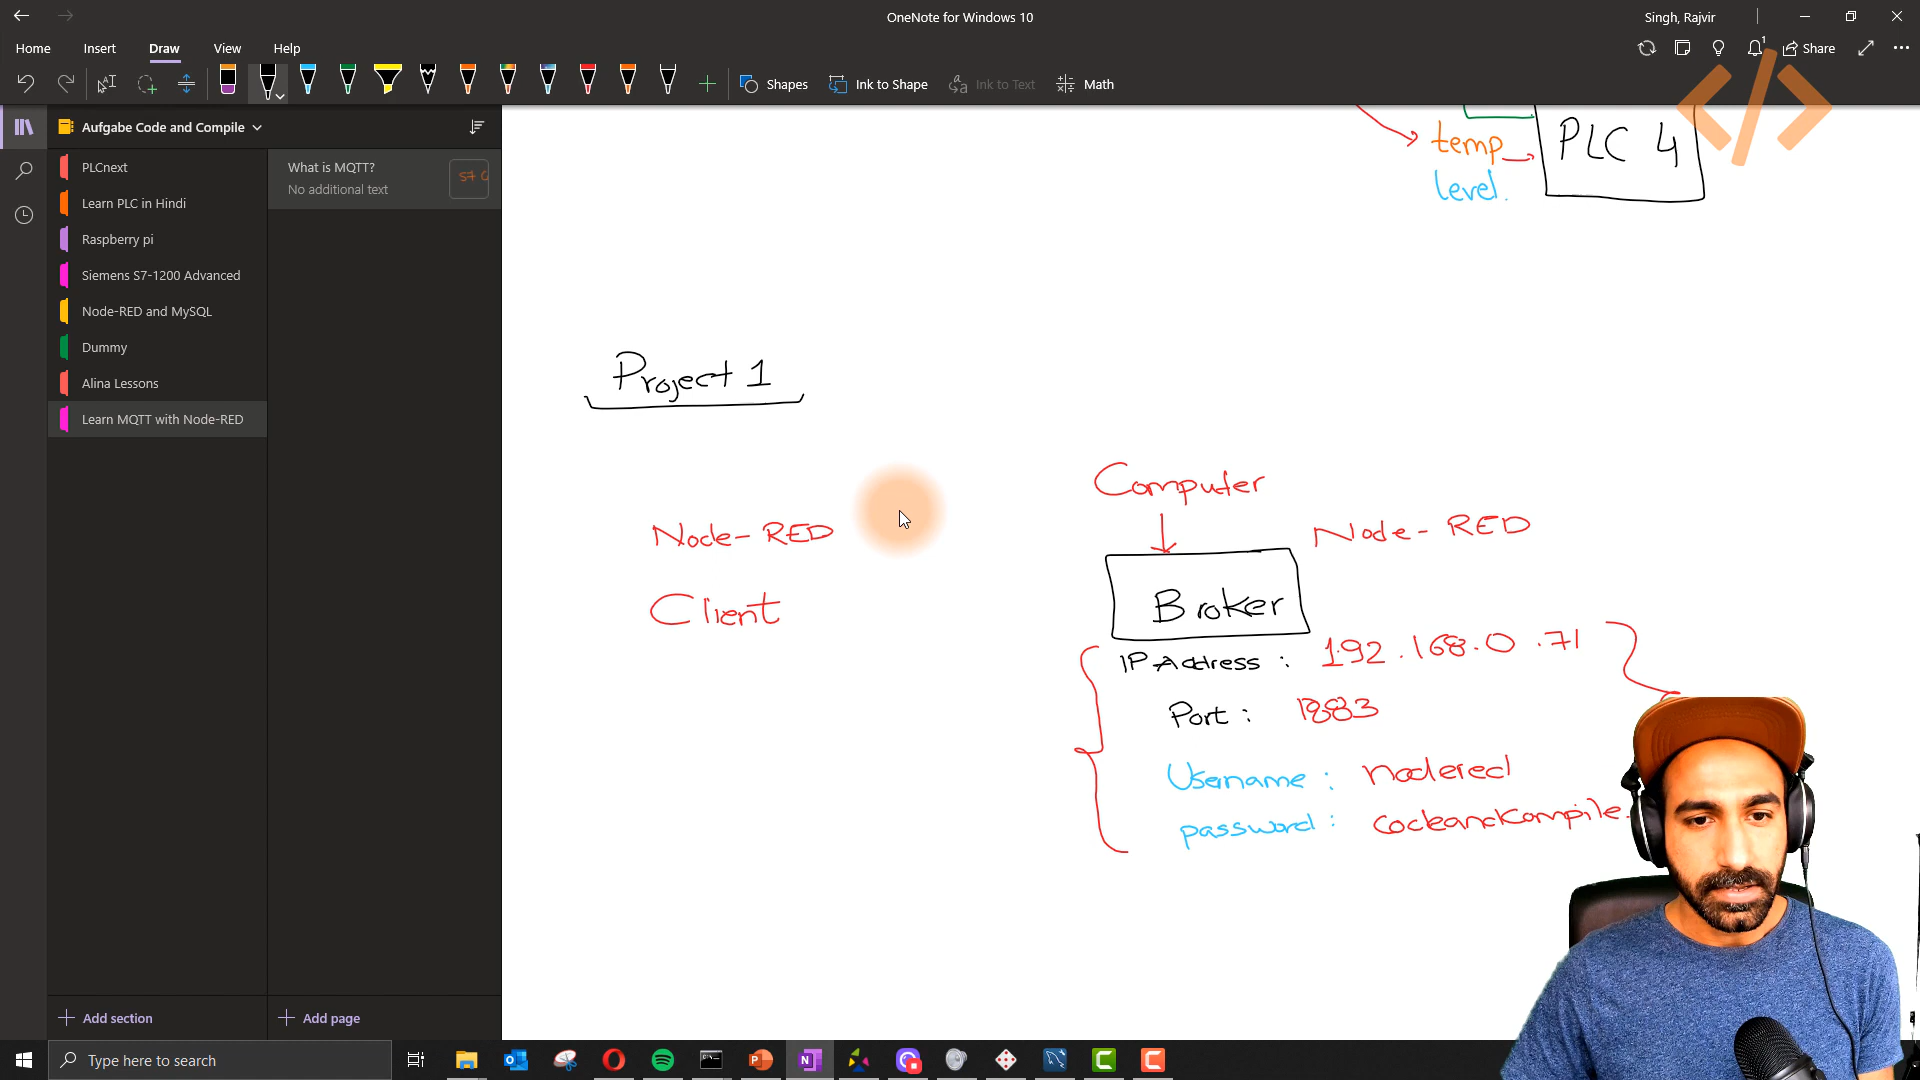 OneNote for Windows 10
Singh, Rajvir
Home Insert Draw View Help
1 Share
Shapes Ink to Shape Ink to Text Math
Aufgabe Code and Compile
PLCnext
Learn PLC in Hindi
Raspberry pi
Siemens S7-1200 Advanced
Node-RED and MySQL
Dummy
Alina Lessons
Learn MQTT with Node-RED
What is MQTT?
No additional text
temp
level.
PLC 4
Project 1
Node-RED
Client
Computer
Node-RED
Broker
IP Address : 192.168.0.71
Port : 1883
Username : nodered
password : codeandkompile.
Add section
Add page
Type here to search